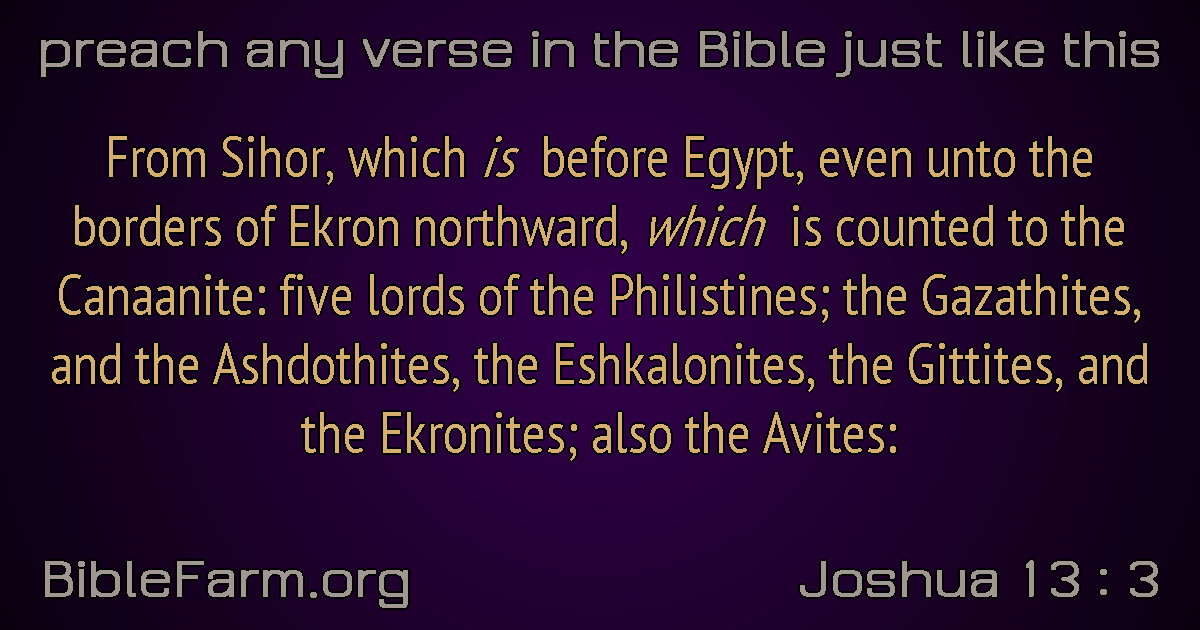 preach any verse in the Bible just like this
From Sihor, which is before Egypt, even unto the
borders of Ekron northward, which is counted to the
Canaanite: five lords of the Philistines; the Gazathites,
and the Ashdothites, the Eshkalonites, the Gittites, and
the Ekronites; also the Avites:
BibleFarm.org
Joshua 13 : 3